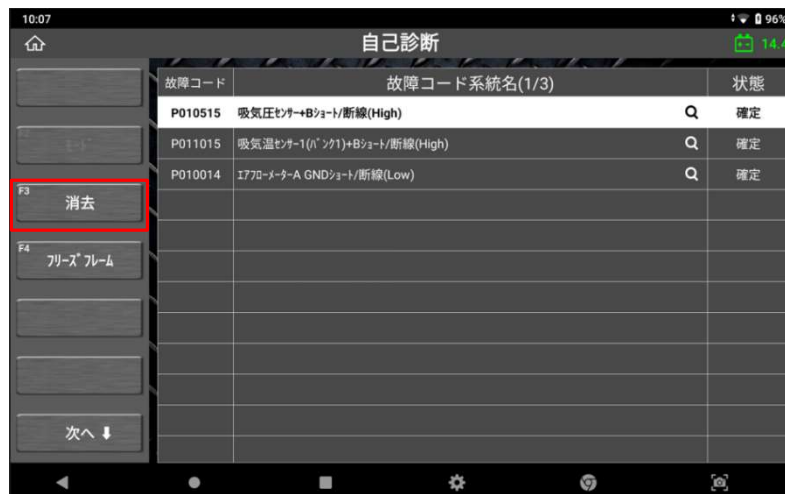 10:07
96%
自己診断
14.4
故障コード 故障コード系統名(1/3) 状態
P010515 吸気圧ｾﾝｻｰ+Bｼｮｰﾄ/断線(High) 確定
P011015 吸気温ｾﾝｻｰ1(ﾊﾞﾝｸ1)+Bｼｮｰﾄ/断線(High) 確定
P010014 ｴｱﾌﾛｰﾒｰﾀｰA GNDｼｮｰﾄ/断線(Low) 確定
F3
消去
F4
ﾌﾘｰｽﾞﾌﾚｰﾑ
次へ ⬇